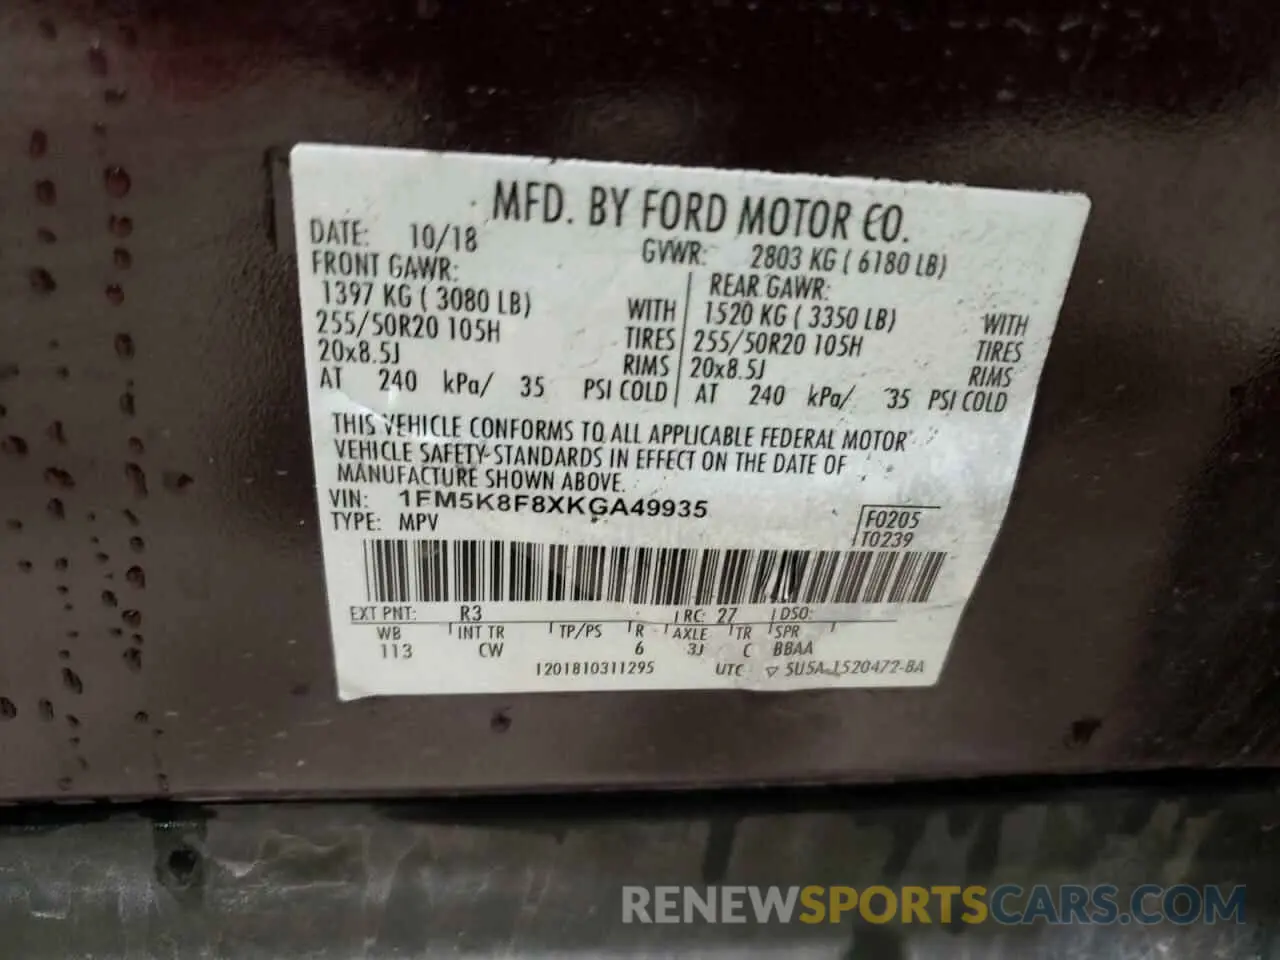 MFD. BY FORD MOTOR CO.
DATE: 10/18 GVWR: 2803 KG ( 6180 LB)
FRONT GAWR: REAR GAWR:
1397 KG ( 3080 LB) WITH 1520 KG ( 3350 LB) WITH
255/50R20 105H TIRES 255/50R20 105H TIRES
20x8.5J RIMS 20x8.5J RIMS
AT 240 kPa/ 35 PSI COLD AT 240 kPa/ 35 PSI COLD
THIS VEHICLE CONFORMS TO ALL APPLICABLE FEDERAL MOTOR
VEHICLE SAFETY STANDARDS IN EFFECT ON THE DATE OF
MANUFACTURE SHOWN ABOVE.
VIN: 1FM5K8F8XKGA49935
TYPE: MPV
F0205
T0239
EXT PNT: R3 RC: 27 DSO:
WB INT TR TP/PS R AXLE TR SPR
113 CW 6 3J C BBAA
1201810311295 UTC ▽ 5U5A-1520472-BA
RENEWSPORTSCARS.COM